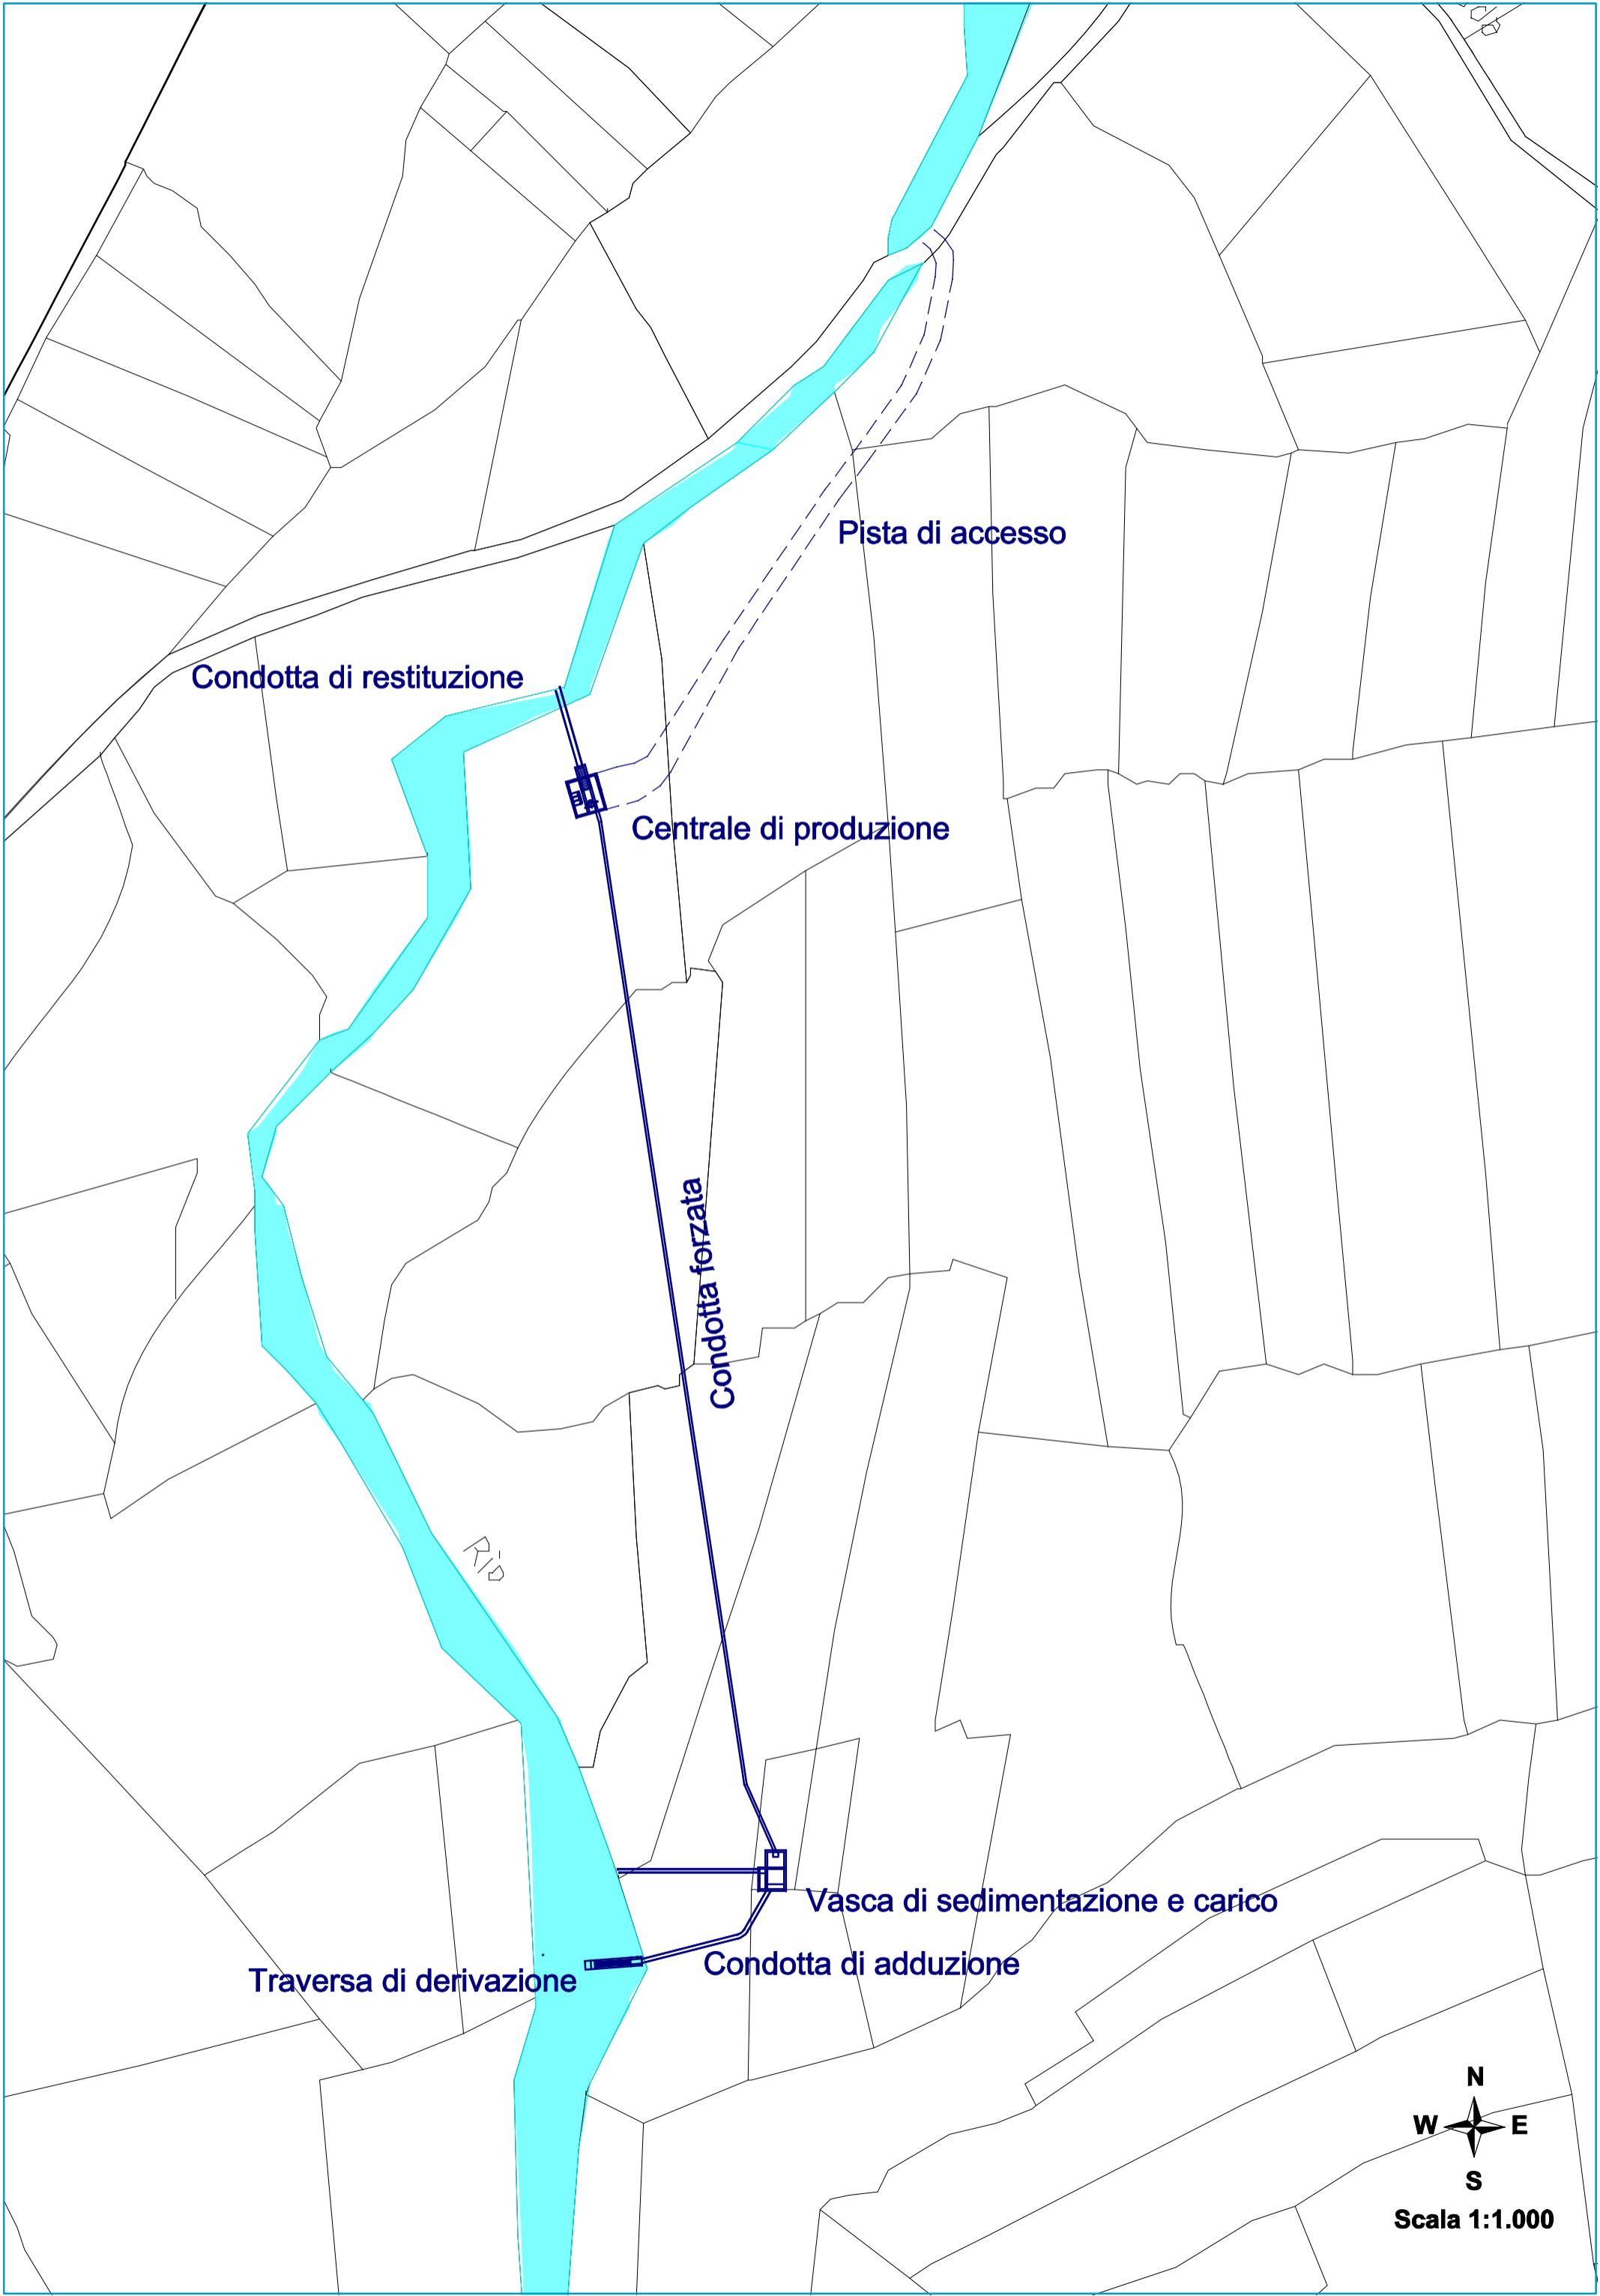 Pista di accesso
Condotta di restituzione
Centrale di produzione
Condotta forzata
RIO
Vasca di sedimentazione e carico
Condotta di adduzione
Traversa di derivazione
N
W E
S
Scala 1:1.000